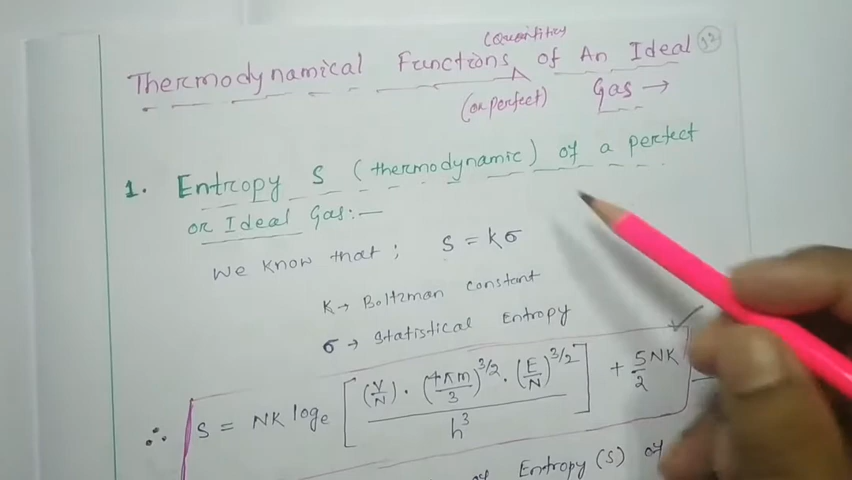 (Quantities
Thermodynamical Functions of An Ideal
(or perfect) Gas →
1. Entropy S (thermodynamic) of a perfect
or Ideal Gas:—
We know that; S = kσ
K → Boltzman constant
σ → Statistical Entropy
∴ S = NK logₑ [ (V/N) · (4πm/3)^3/2 · (E/N)^3/2 / h³ ] + 5/2 NK
of Entropy (S) of